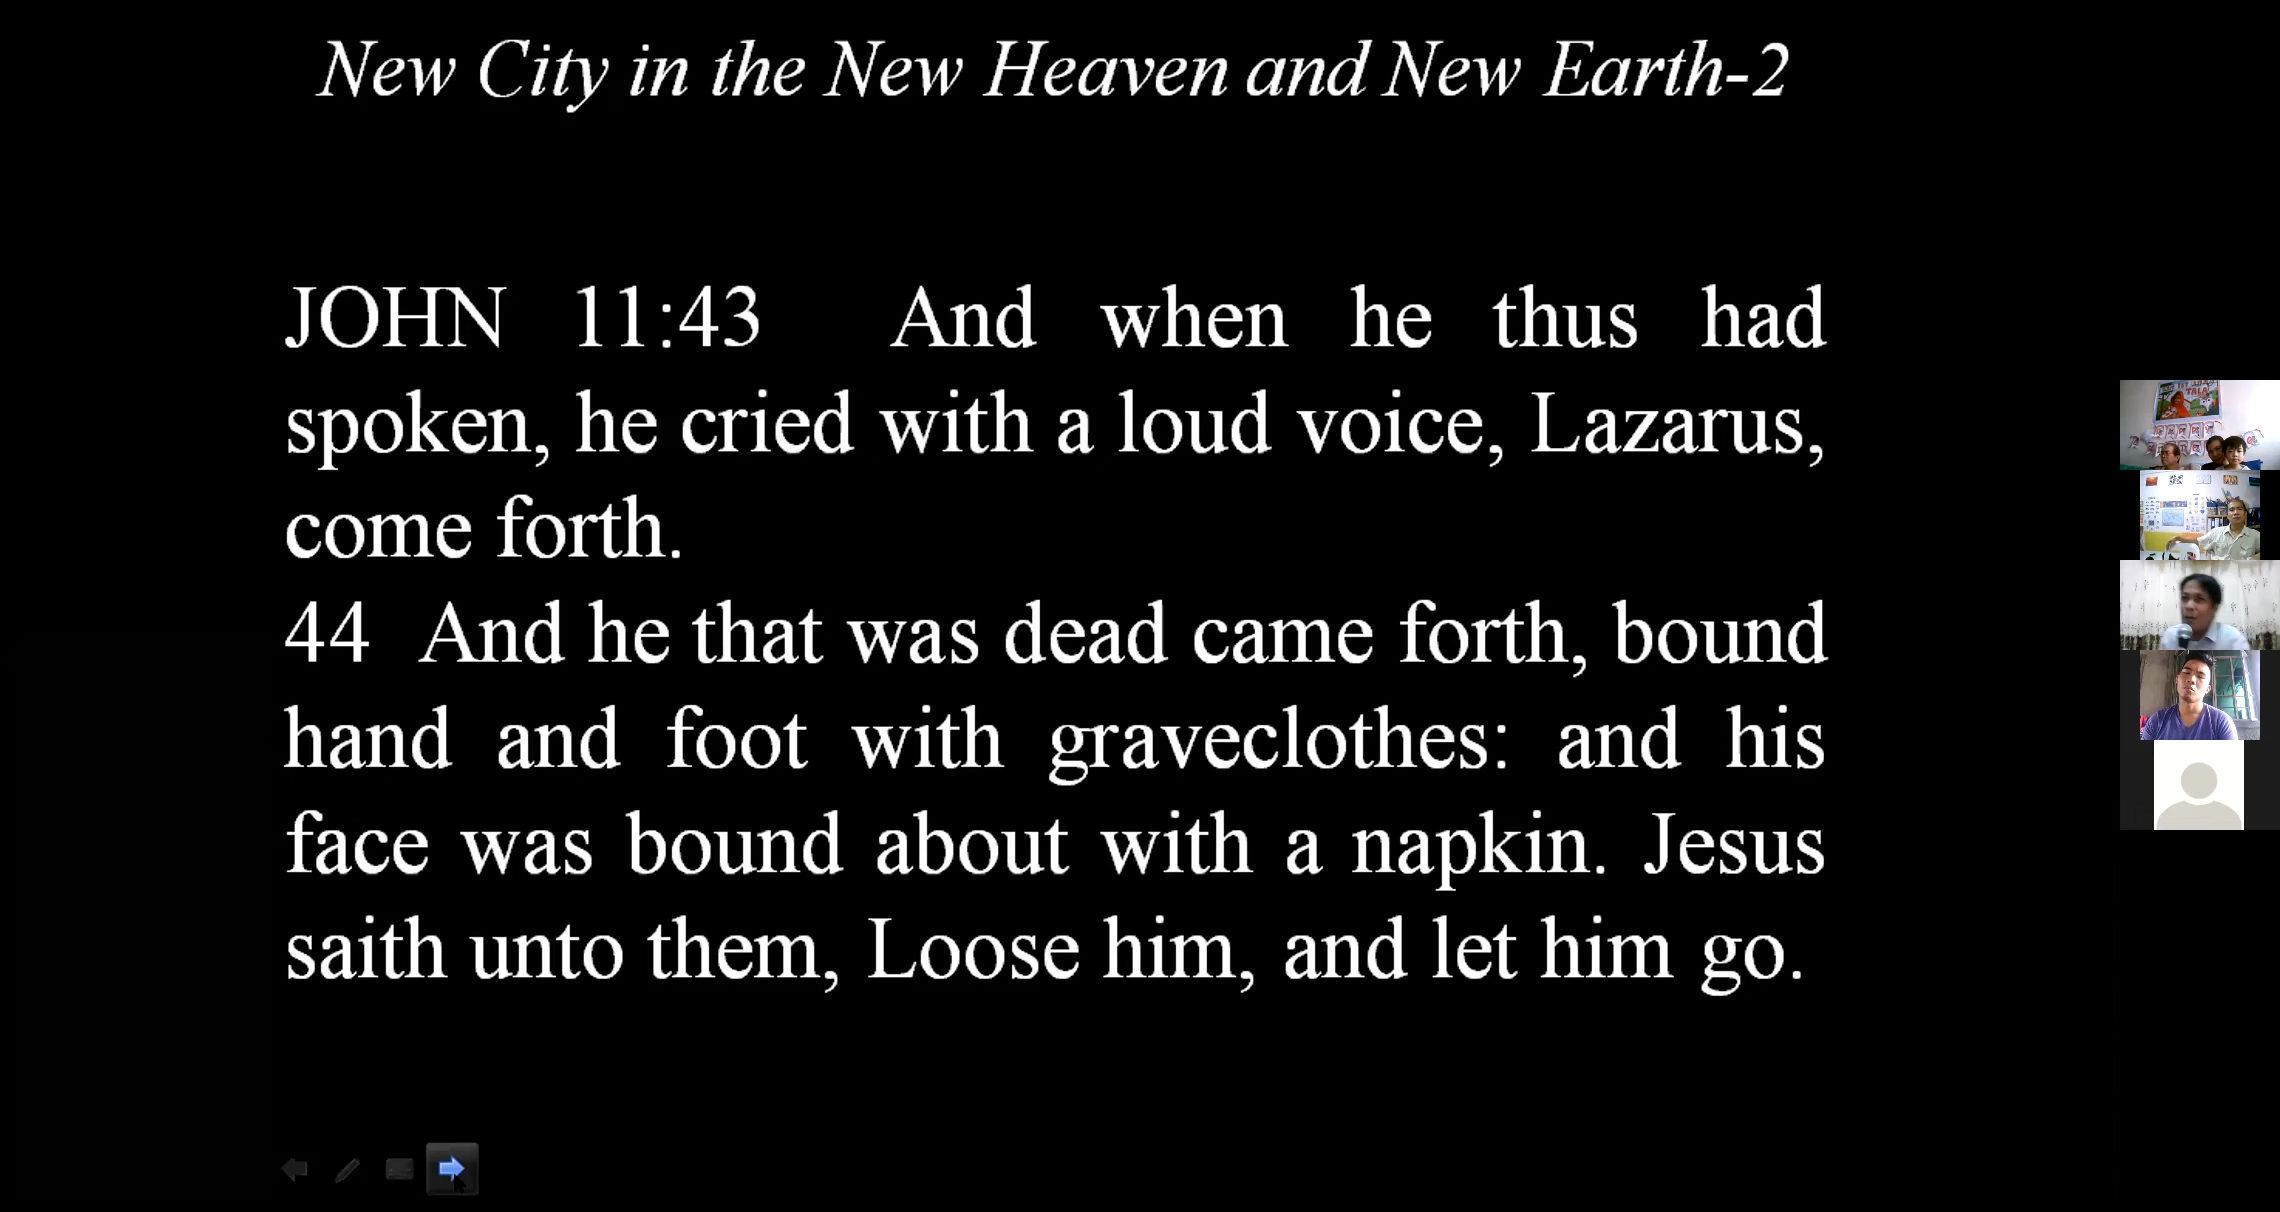 New City in the New Heaven and New Earth-2
JOHN 11:43 And when he thus had
spoken, he cried with a loud voice, Lazarus,
come forth.
44 And he that was dead came forth, bound
hand and foot with graveclothes: and his
face was bound about with a napkin. Jesus
saith unto them, Loose him, and let him go.
TALA